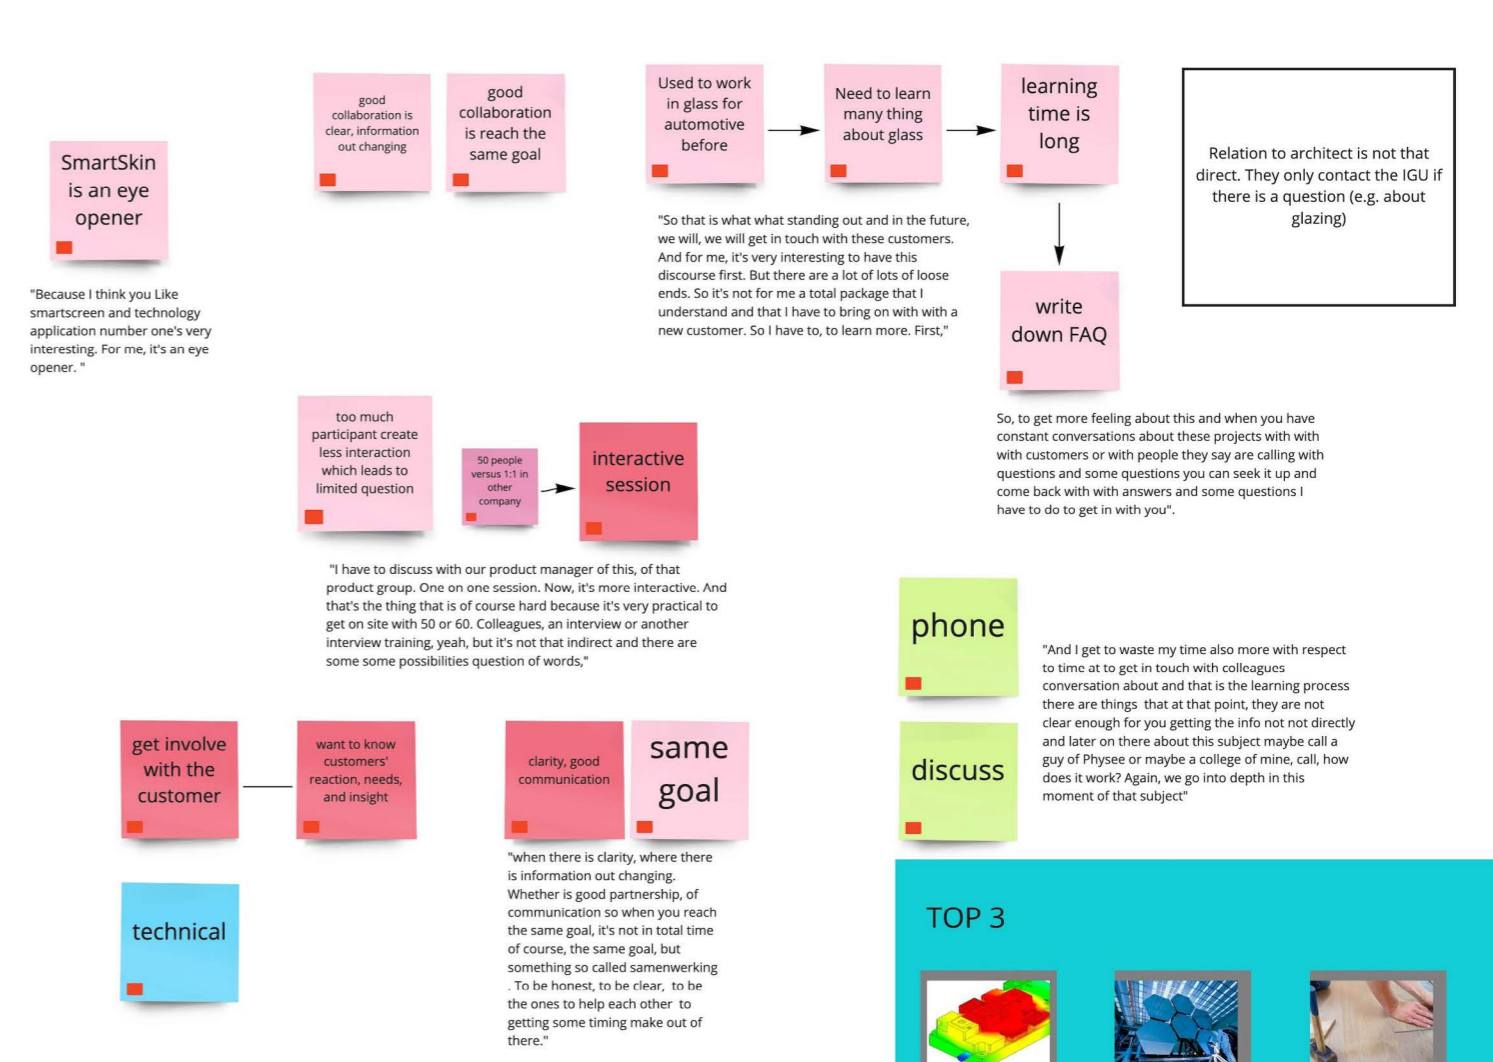 SmartSkin
is an eye
opener
"Because I think you Like
smartscreen and technology
application number one's very
interesting. For me, it's an eye
opener. "
good
collaboration is
clear, information
out changing
good
collaboration
is reach the
same goal
Used to work
in glass for
automotive
before
Need to learn
many thing
about glass
learning
time is
long
"So that is what what standing out and in the future,
we will, we will get in touch with these customers.
And for me, it's very interesting to have this
discourse first. But there are a lot of lots of loose
ends. So it's not for me a total package that I
understand and that I have to bring on with with a
new customer. So I have to, to learn more. First,"
write
down FAQ
So, to get more feeling about this and when you have
constant conversations about these projects with with
with customers or with people they say are calling with
questions and some questions you can seek it up and
come back with with answers and some questions I
have to do to get in with you".
Relation to architect is not that
direct. They only contact the IGU if
there is a question (e.g. about
glazing)
too much
participant create
less interaction
which leads to
limited question
50 people
versus 1:1 in
other
company
interactive
session
"I have to discuss with our product manager of this, of that
product group. One on one session. Now, it's more interactive. And
that's the thing that is of course hard because it's very practical to
get on site with 50 or 60. Colleagues, an interview or another
interview training, yeah, but it's not that indirect and there are
some some possibilities question of words,"
phone
discuss
"And I get to waste my time also more with respect
to time at to get in touch with colleagues
conversation about and that is the learning process
there are things  that at that point, they are not
clear enough for you getting the info not not directly
and later on there about this subject maybe call a
guy of Physee or maybe a college of mine, call, how
does it work? Again, we go into depth in this
moment of that subject"
get involve
with the
customer
want to know
customers'
reaction, needs,
and insight
technical
clarity, good
communication
same
goal
"when there is clarity, where there
is information out changing.
Whether is good partnership, of
communication so when you reach
the same goal, it's not in total time
of course, the same goal, but
something so called samenwerking
. To be honest, to be clear,  to be
the ones to help each other  to
getting some timing make out of
there."
TOP 3